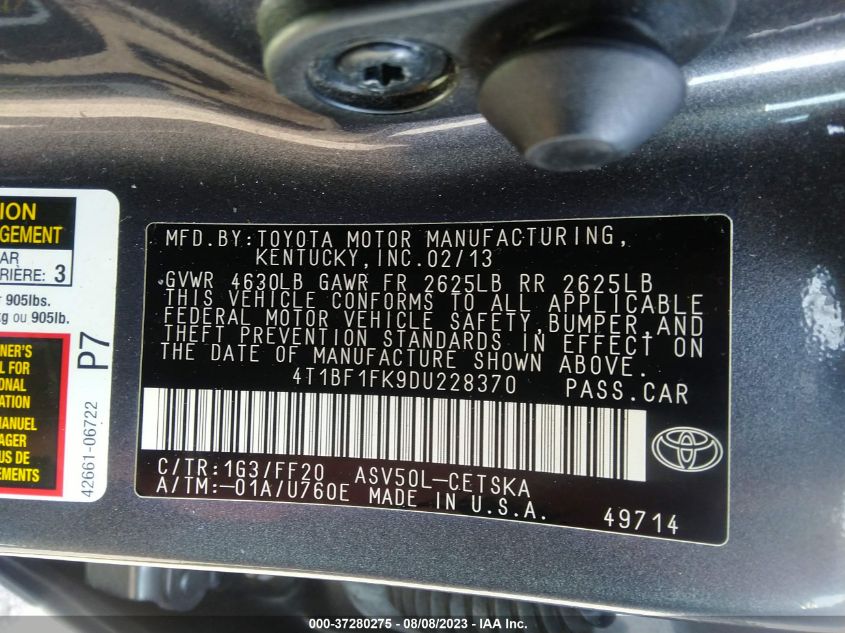 ION
GEMENT
AR
RIÈRE: 3
905lbs.
kg ou 905lb.
NER'S
L FOR
ONAL
ATION
MANUEL
AGER
US DE
EMENTS
42661-06722
P7
MFD.BY:TOYOTA MOTOR MANUFACTURING,
KENTUCKY,INC.02/13
GVWR 4630LB GAWR FR 2625LB RR 2625LB
THIS VEHICLE CONFORMS TO ALL APPLICABLE
FEDERAL MOTOR VEHICLE SAFETY,BUMPER,AND
THEFT PREVENTION STANDARDS IN EFFECT ON
THE DATE OF MANUFACTURE SHOWN ABOVE.
4T1BF1FK9DU228370 PASS.CAR
C/TR:1G3/FF20 ASV50L-CETSKA
A/TM:-01A/U760E MADE IN U.S.A.
49714
000-37280275 - 08/08/2023 - IAA Inc.